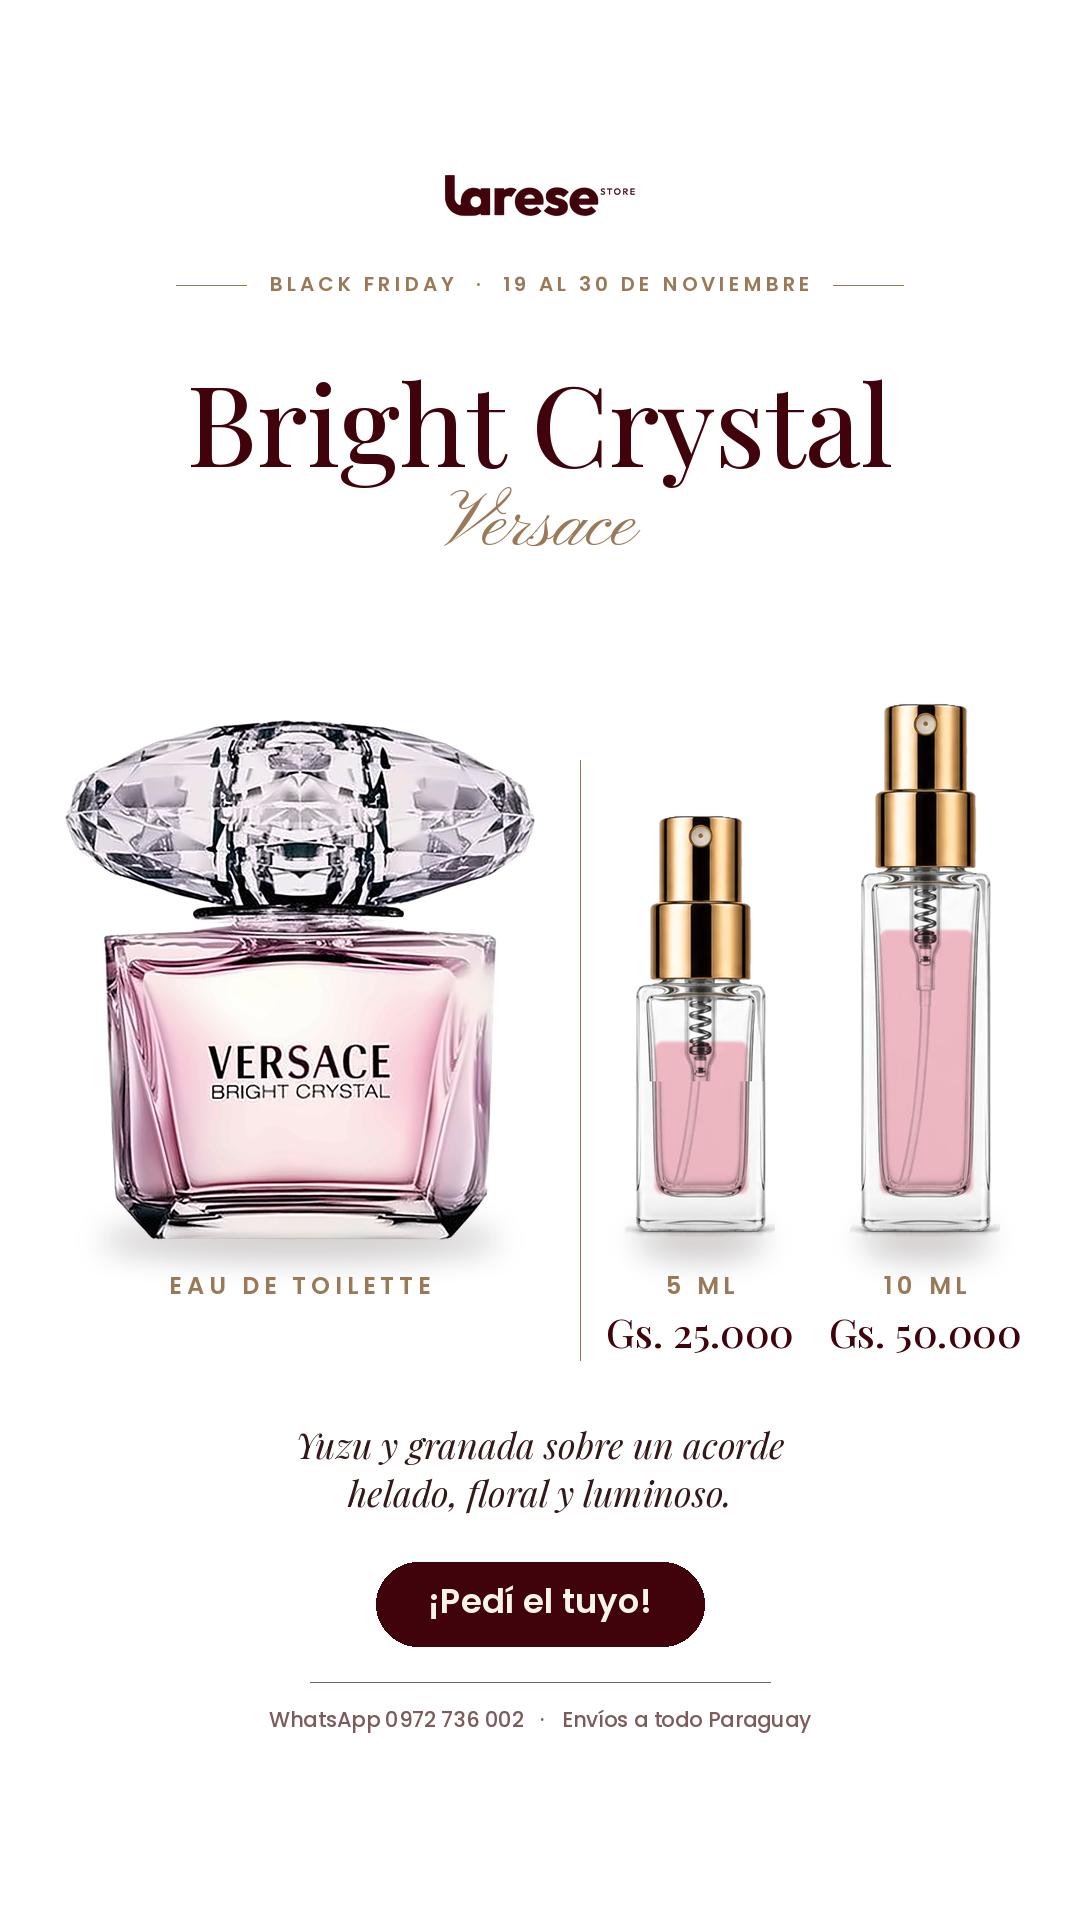 Larese STORE
BLACK FRIDAY · 19 AL 30 DE NOVIEMBRE
Bright Crystal
Versace
VERSACE
BRIGHT CRYSTAL
EAU DE TOILETTE
5 ML
Gs. 25.000
10 ML
Gs. 50.000
Yuzu y granada sobre un acorde
helado, floral y luminoso.
¡Pedí el tuyo!
WhatsApp 0972 736 002 · Envíos a todo Paraguay